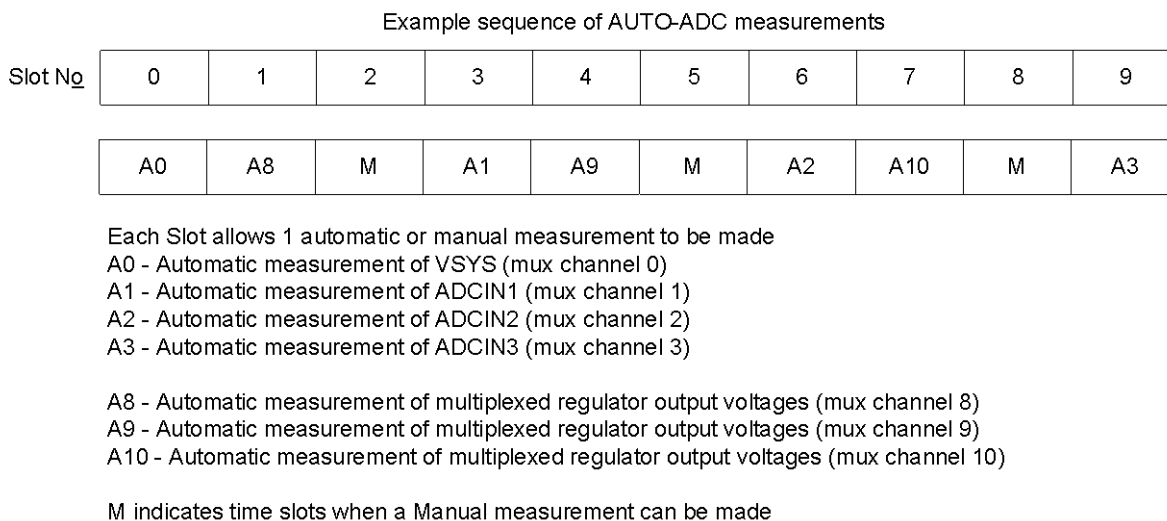 Example sequence of AUTO-ADC measurements
Slot No 0 1 2 3 4 5 6 7 8 9
A0 A8 M A1 A9 M A2 A10 M A3
Each Slot allows 1 automatic or manual measurement to be made
A0 - Automatic measurement of VSYS (mux channel 0)
A1 - Automatic measurement of ADCIN1 (mux channel 1)
A2 - Automatic measurement of ADCIN2 (mux channel 2)
A3 - Automatic measurement of ADCIN3 (mux channel 3)
A8 - Automatic measurement of multiplexed regulator output voltages (mux channel 8)
A9 - Automatic measurement of multiplexed regulator output voltages (mux channel 9)
A10 - Automatic measurement of multiplexed regulator output voltages (mux channel 10)
M indicates time slots when a Manual measurement can be made